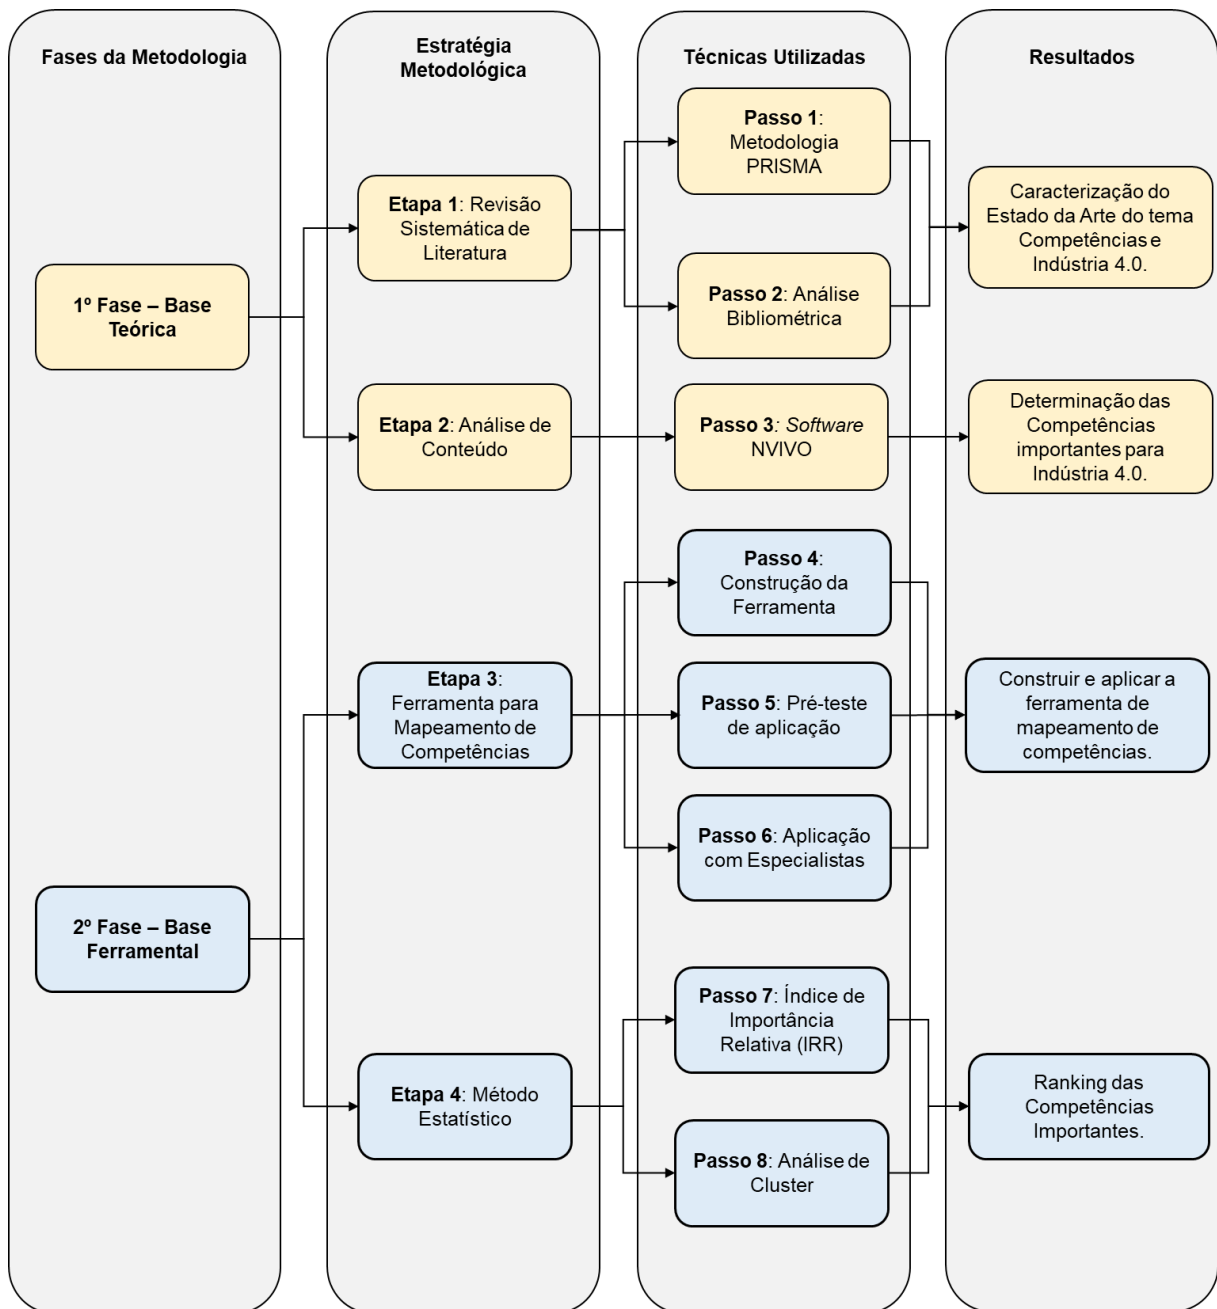 Fases da Metodologia
Estratégia
Metodológica
Técnicas Utilizadas
Resultados
1º Fase – Base
Teórica
Etapa 1: Revisão
Sistemática de
Literatura
Passo 1:
Metodologia
PRISMA
Passo 2: Análise
Bibliométrica
Caracterização do
Estado da Arte do tema
Competências e
Indústria 4.0.
Etapa 2: Análise de
Conteúdo
Passo 3: Software
NVIVO
Determinação das
Competências
importantes para
Indústria 4.0.
2º Fase – Base
Ferramental
Etapa 3:
Ferramenta para
Mapeamento de
Competências
Passo 4:
Construção da
Ferramenta
Passo 5: Pré-teste
de aplicação
Passo 6: Aplicação
com Especialistas
Construir e aplicar a
ferramenta de
mapeamento de
competências.
Etapa 4: Método
Estatístico
Passo 7: Índice de
Importância
Relativa (IRR)
Passo 8: Análise de
Cluster
Ranking das
Competências
Importantes.